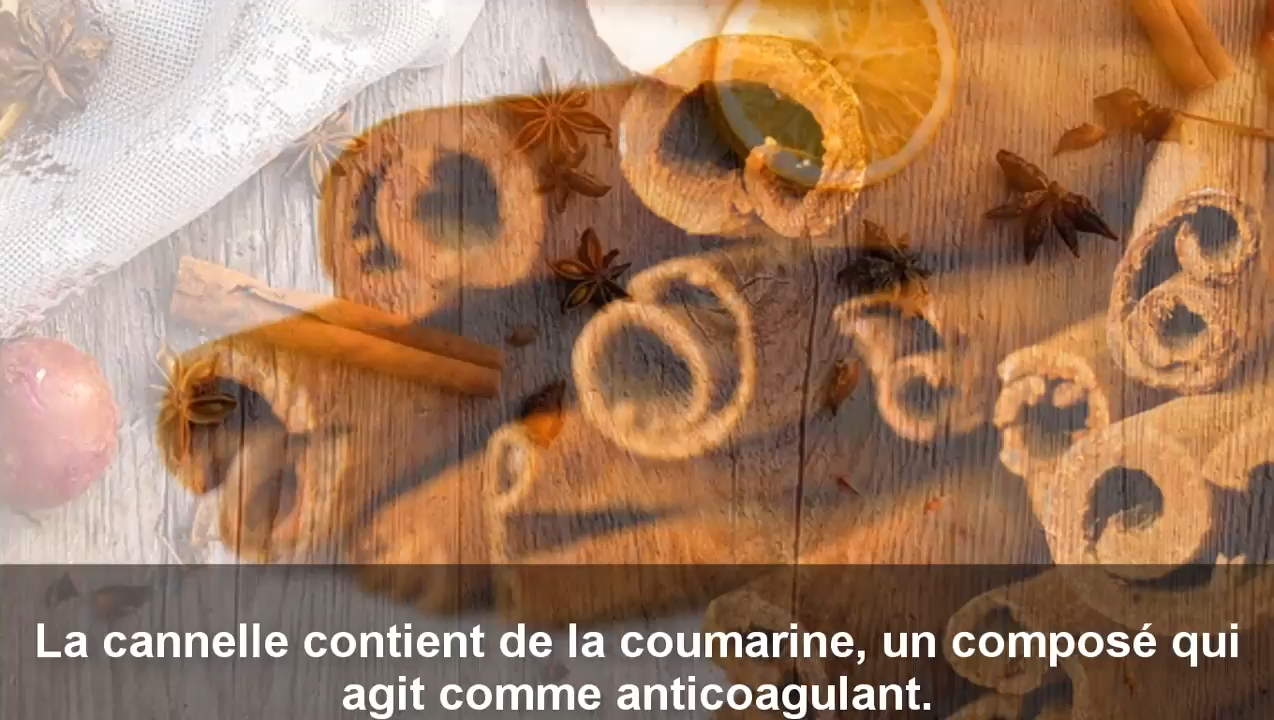 La cannelle contient de la coumarine, un composé qui
agit comme anticoagulant.